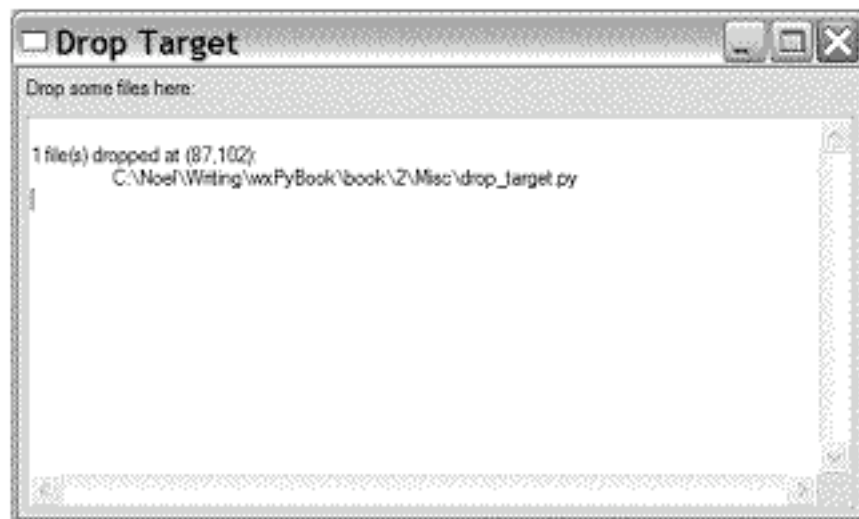 Drop Target
Drop some files here:
1 file(s) dropped at (87,102):
C:\Noel\Writing\wxPyBook\book\2\Misc\drop_target.py